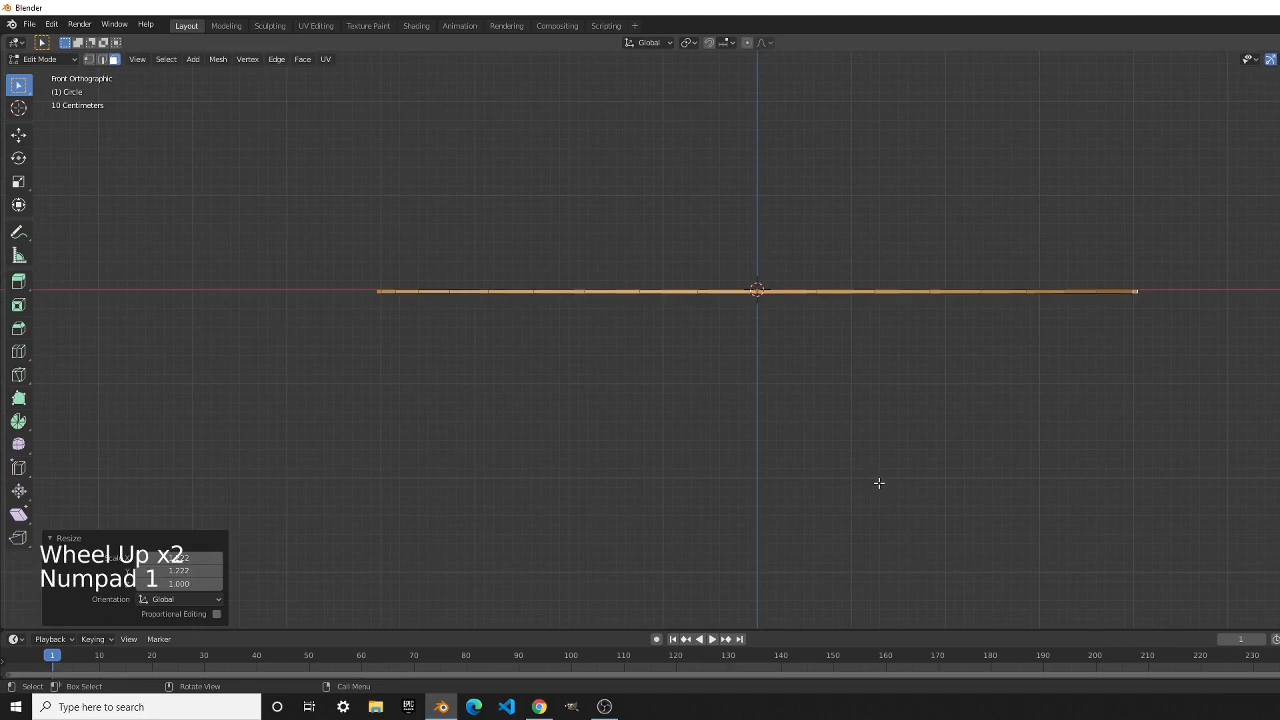 Blender
File Edit Render Window Help Layout Modeling Sculpting UV Editing Texture Paint Shading Animation Rendering Compositing Scripting +
Global
Edit Mode View Select Add Mesh Vertex Edge Face UV
Front Orthographic
(1) Circle
10 Centimeters
Resize
Wheel Up x2
1.222
Numpad 1
1.000
Orientation Global
Proportional Editing
Playback Keying View Marker 1
1 10 20 30 40 50 60 70 80 90 100 110 120 130 140 150 160 170 180 190 200 210 220 230
Select Box Select Rotate View Call Menu
Type here to search
EPIC